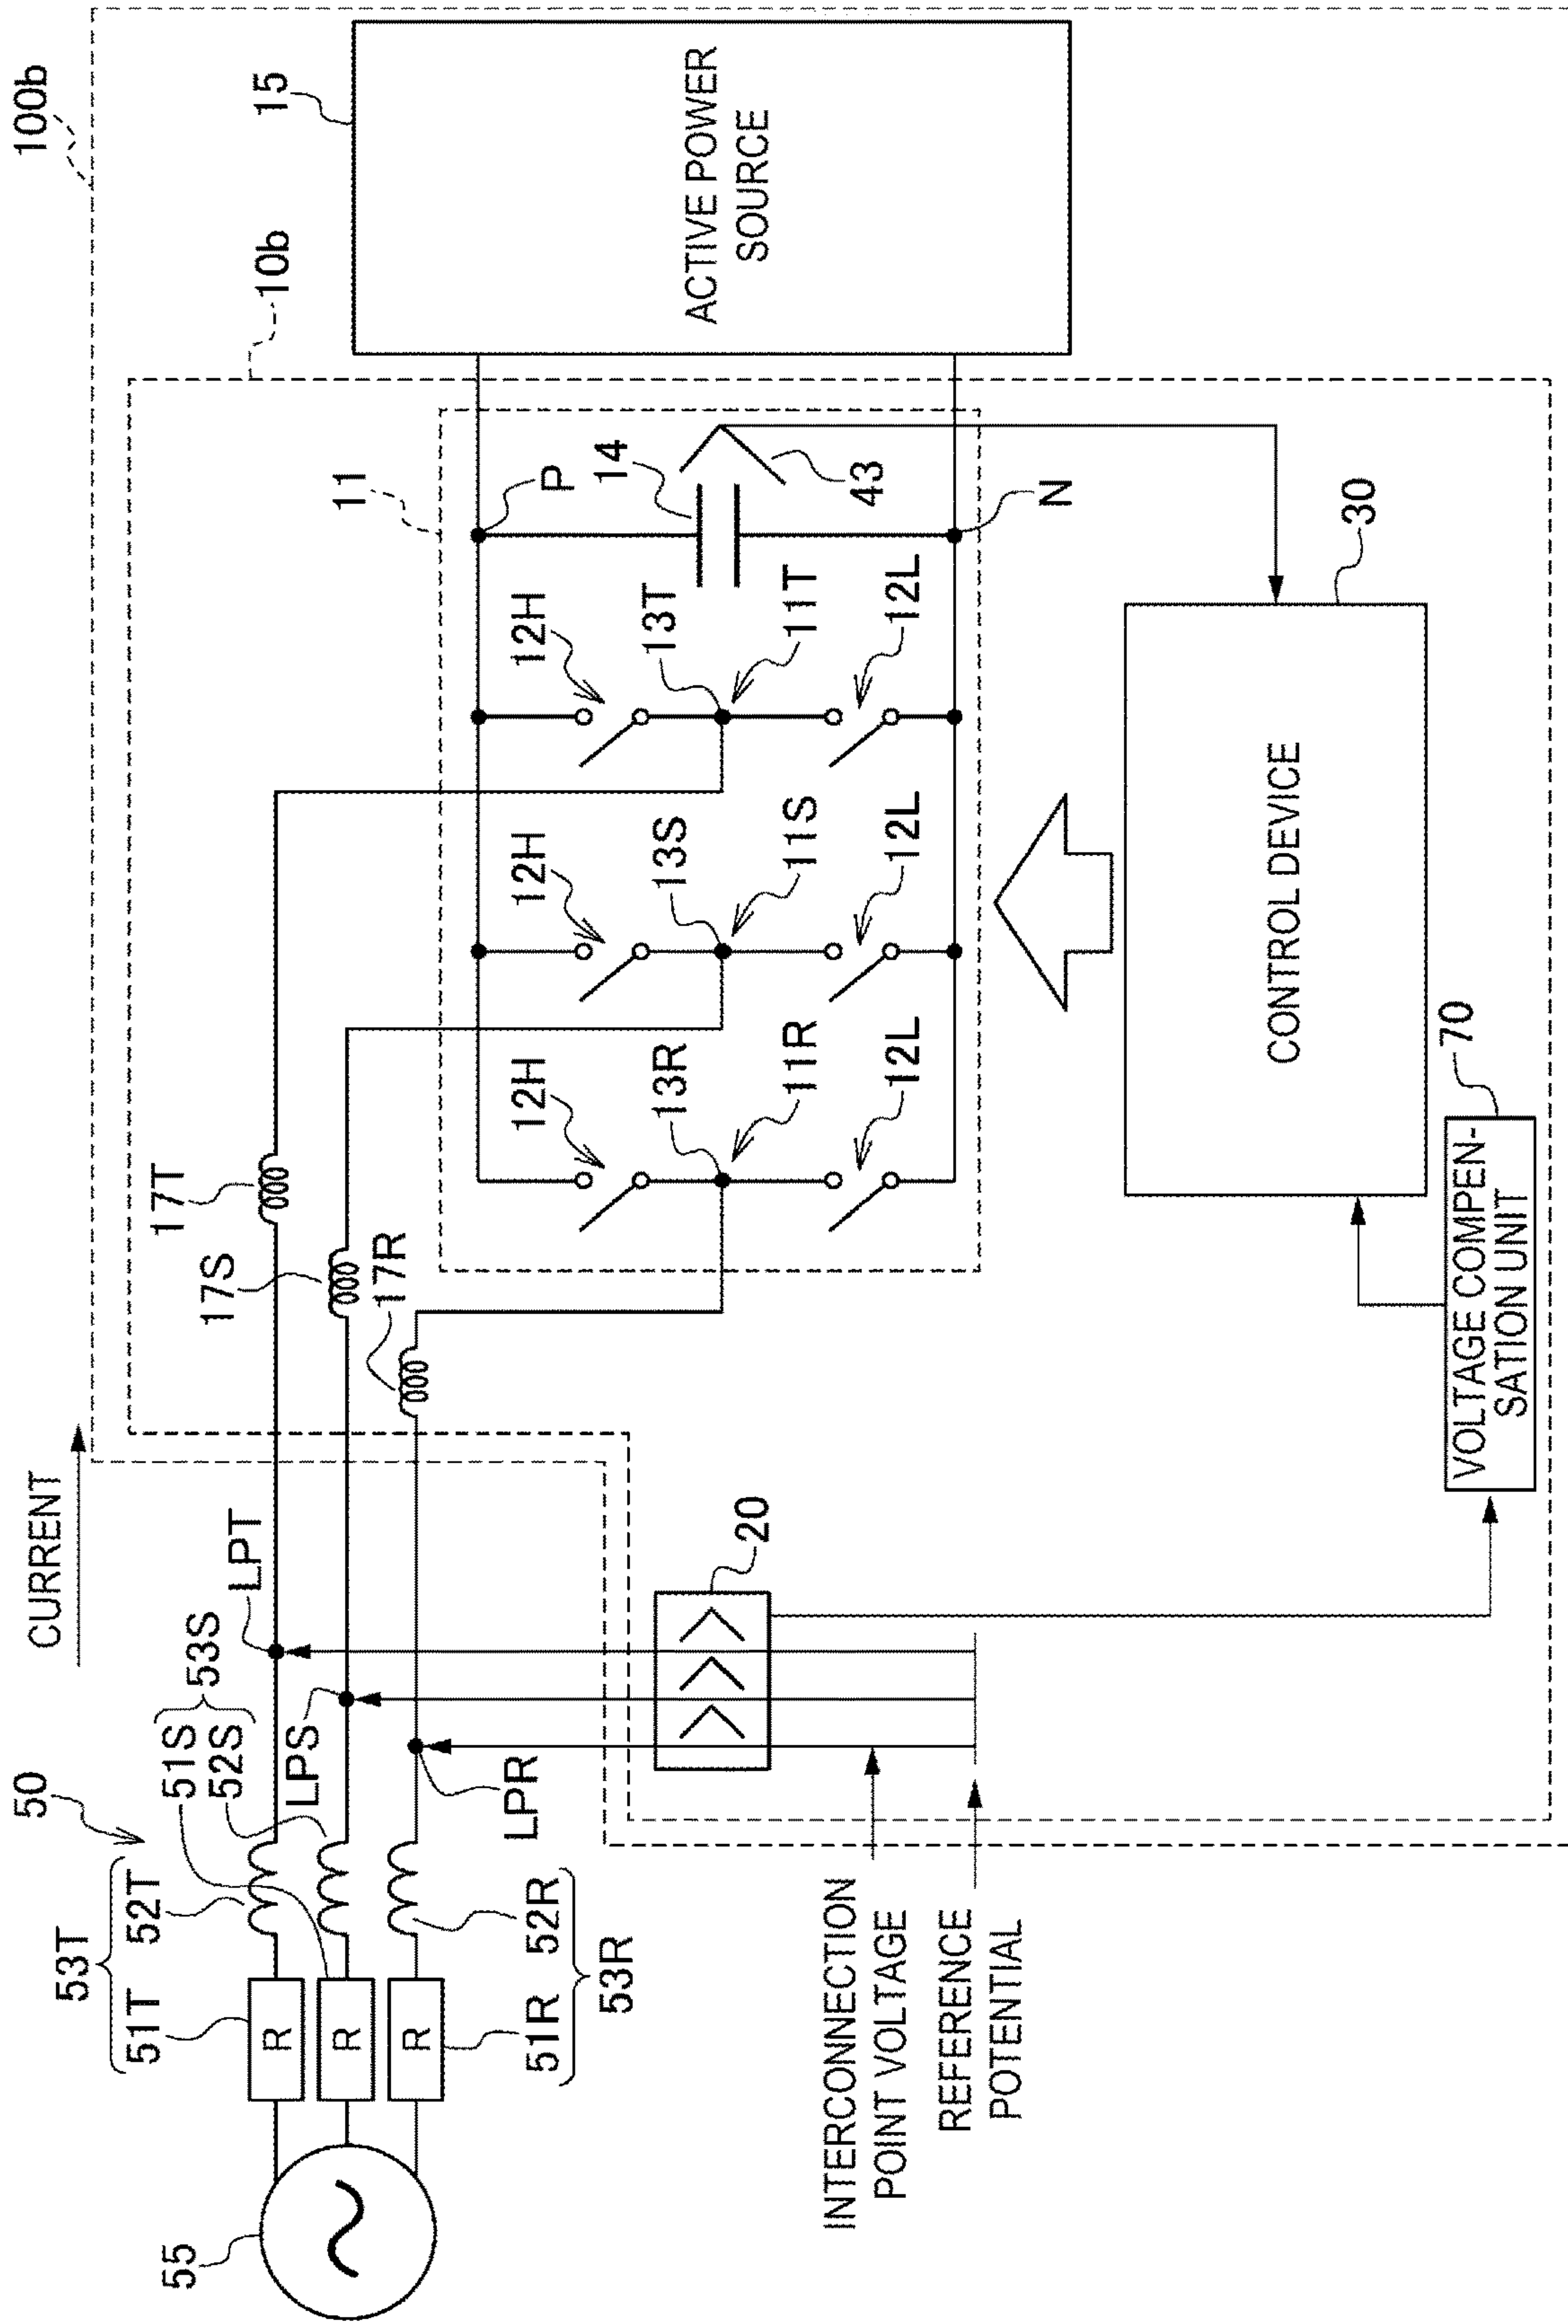 100b
15
ACTIVE POWER
SOURCE
10b
11
P
14
43
N
12H
13T
11T
12L
12H
13S
11S
12L
12H
13R
11R
12L
30
CONTROL DEVICE
70
VOLTAGE COMPEN-
SATION UNIT
17T
17S
17R
CURRENT
LPT
LPS
LPR
20
50
53S
51S
52S
53T
51T
52T
R
R
R
51R
52R
53R
55
INTERCONNECTION
POINT VOLTAGE
REFERENCE
POTENTIAL